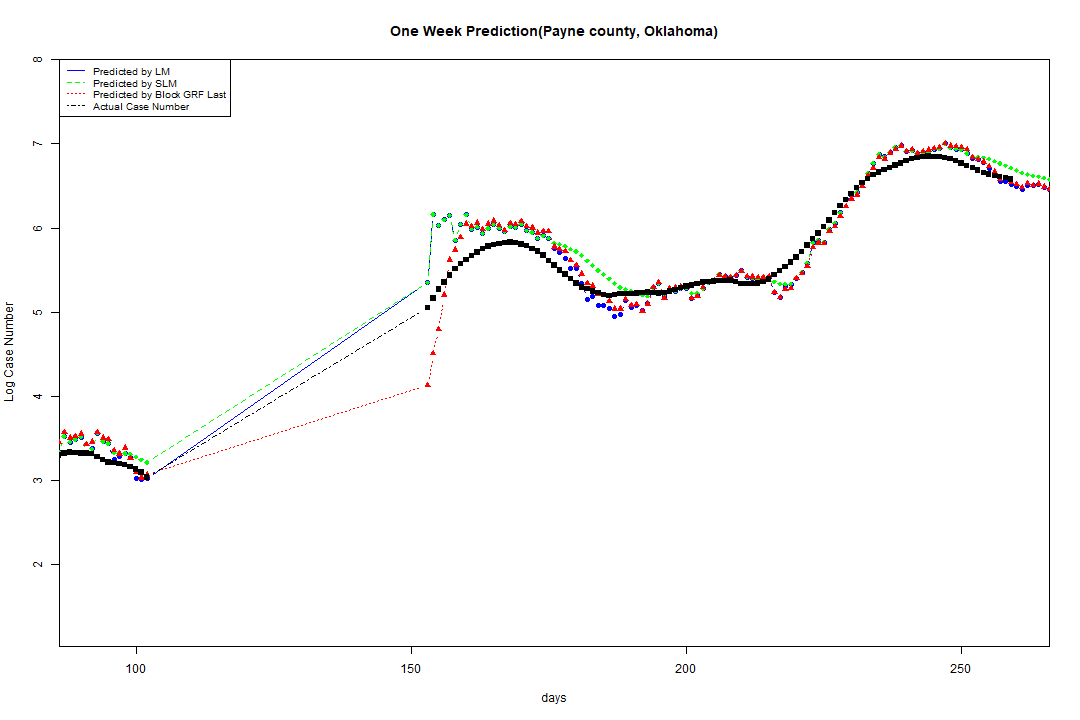 One Week Prediction(Payne county, Oklahoma)
Predicted by LM
Predicted by SLM
Predicted by Block GRF Last
Actual Case Number
8
7
6
5
4
3
2
Log Case Number
100 150 200 250
days